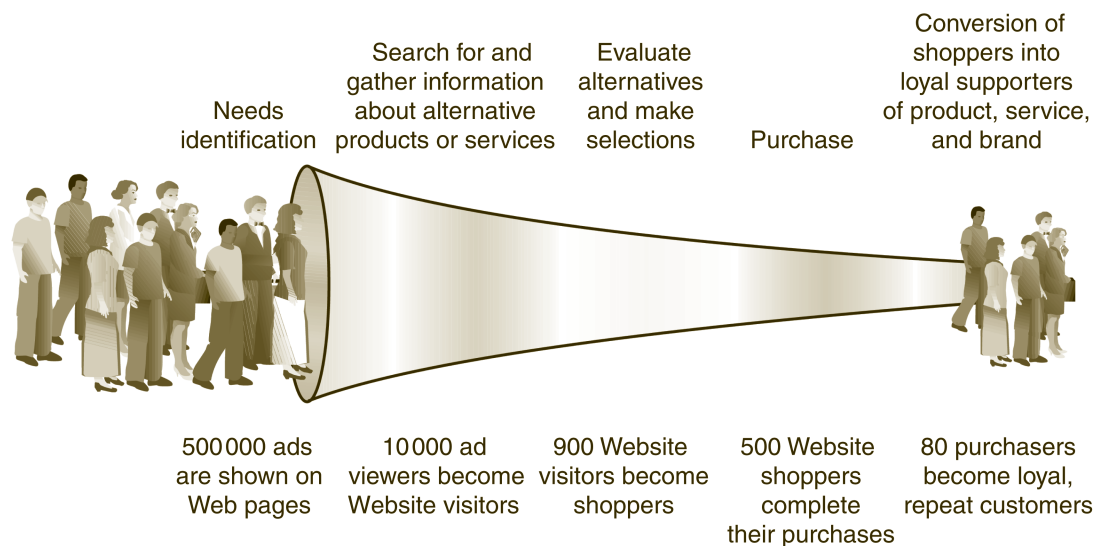 Needs
identification
Search for and
gather information
about alternative
products or services
Evaluate
alternatives
and make
selections
Purchase
Conversion of
shoppers into
loyal supporters
of product, service,
and brand
500 000 ads
are shown on
Web pages
10 000 ad
viewers become
Website visitors
900 Website
visitors become
shoppers
500 Website
shoppers
complete
their purchases
80 purchasers
become loyal,
repeat customers